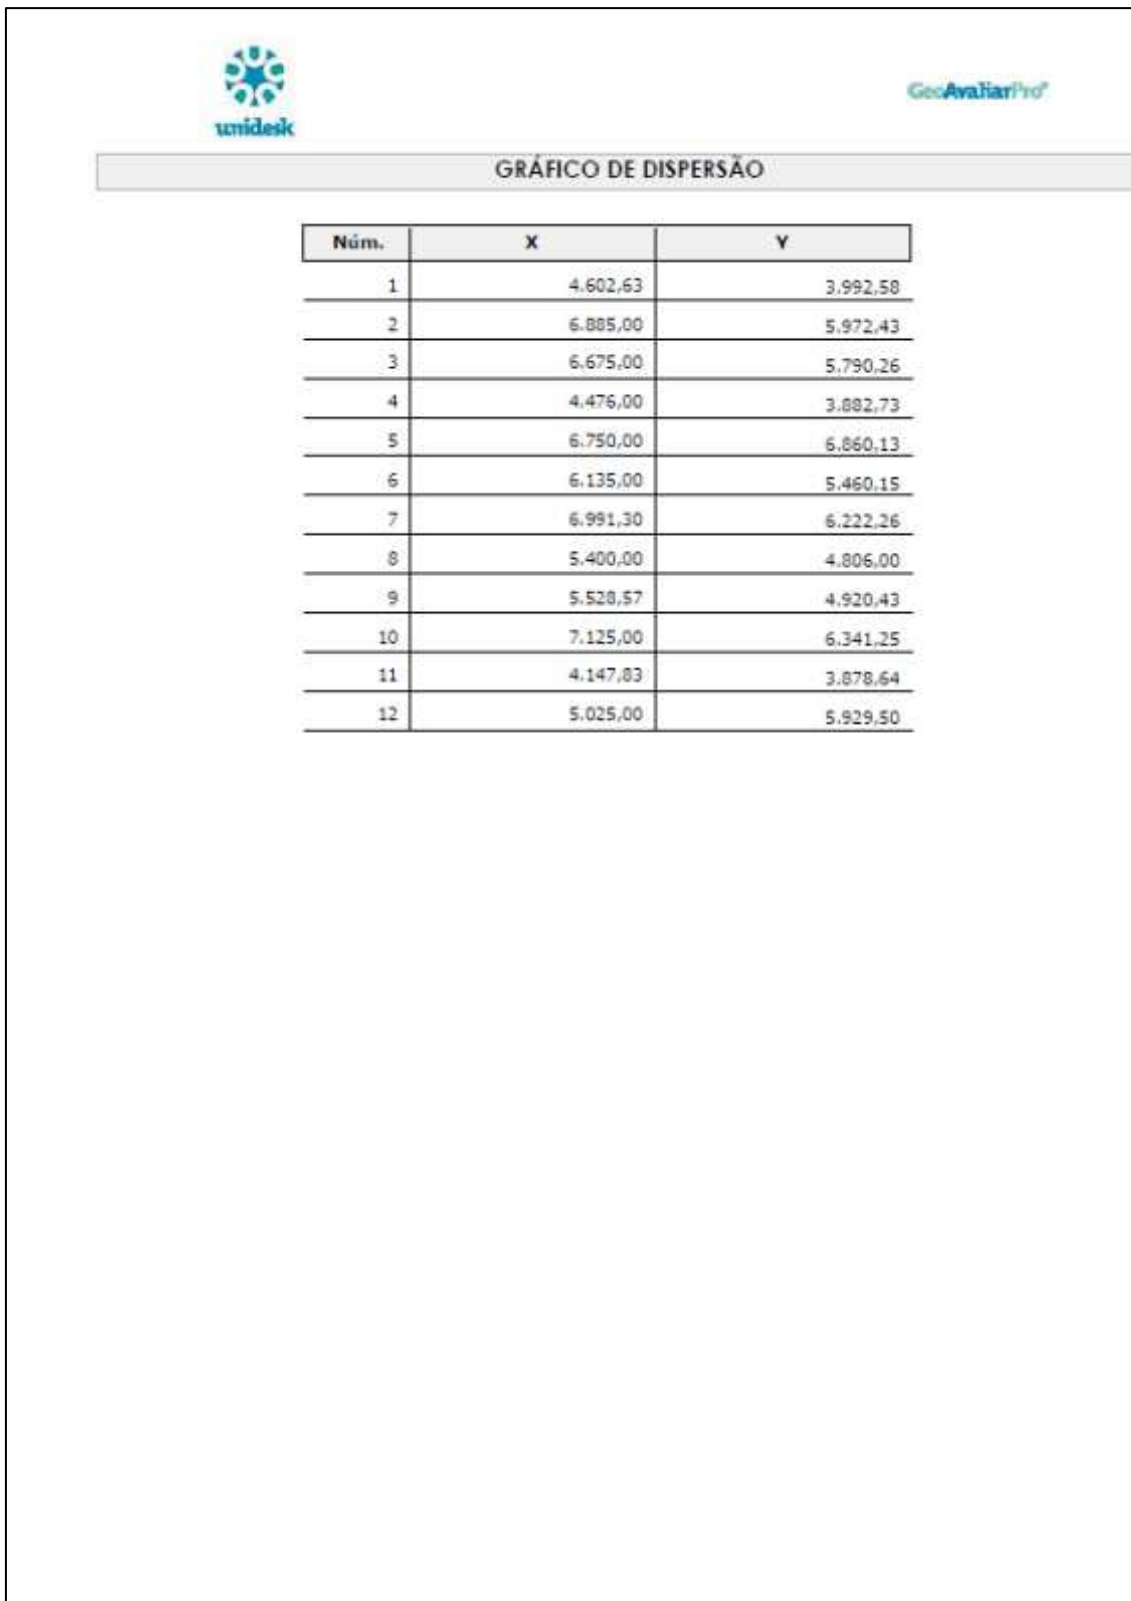 unidesk
GeoAvaliarPro®
GRÁFICO DE DISPERSÃO
Núm. X Y
1 4.602,63 3.992,58
2 6.885,00 5.972,43
3 6.675,00 5.790,26
4 4.476,00 3.882,73
5 6.750,00 6.860,13
6 6.135,00 5.460,15
7 6.991,30 6.222,26
8 5.400,00 4.806,00
9 5.528,57 4.920,43
10 7.125,00 6.341,25
11 4.147,83 3.878,64
12 5.025,00 5.929,50